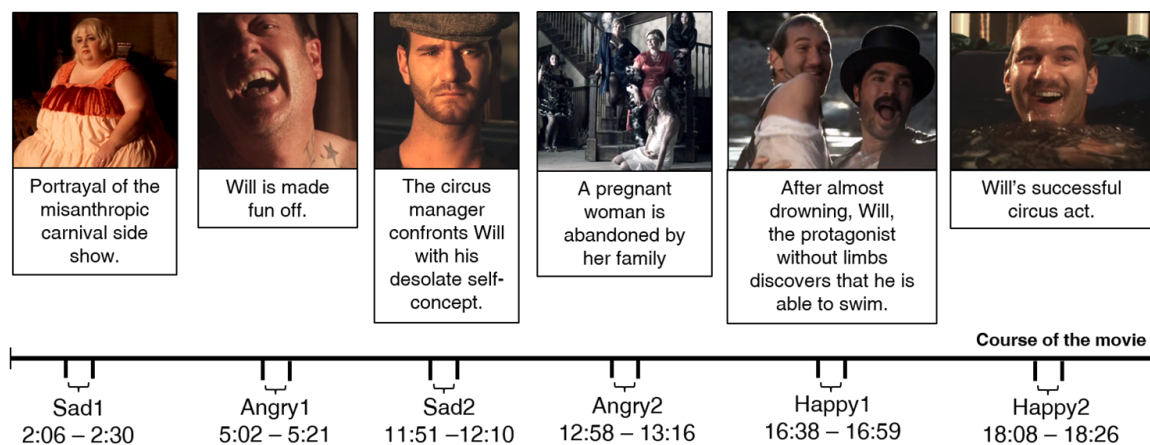 Portrayal of the
misanthropic
carnival side
show.
Will is made
fun off.
The circus
manager
confronts Will
with his
desolate self-
concept.
A pregnant
woman is
abandoned by
her family
After almost
drowning, Will,
the protagonist
without limbs
discovers that he is
able to swim.
Will's successful
circus act.
Course of the movie
Sad1
2:06 – 2:30
Angry1
5:02 – 5:21
Sad2
11:51 –12:10
Angry2
12:58 – 13:16
Happy1
16:38 – 16:59
Happy2
18:08 – 18:26